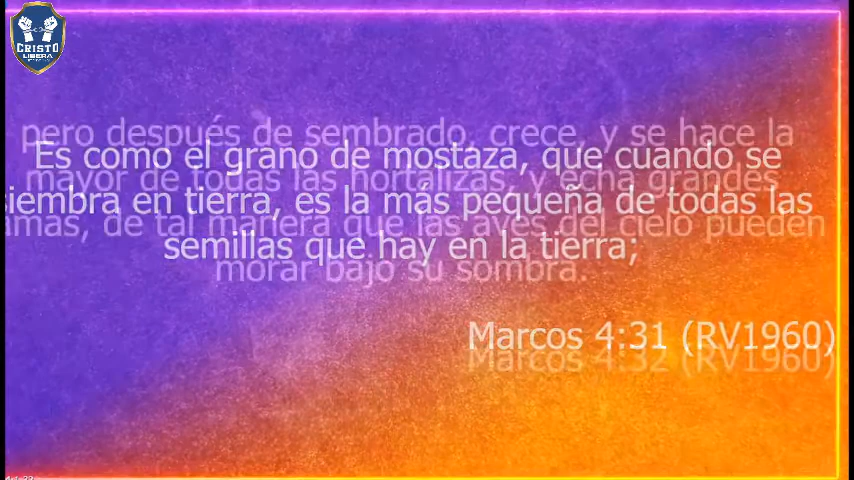 CRISTO
LIBERA
Es como el grano de mostaza, que cuando se
siembra en tierra, es la más pequeña de todas las
semillas que hay en la tierra;
Marcos 4:31 (RV1960)
pero después de sembrado, crece, y se hace la
mayor de todas las hortalizas, y echa grandes
amas, de tal manera que las aves del cielo pueden
morar bajo su sombra.
Marcos 4:32 (RV1960)